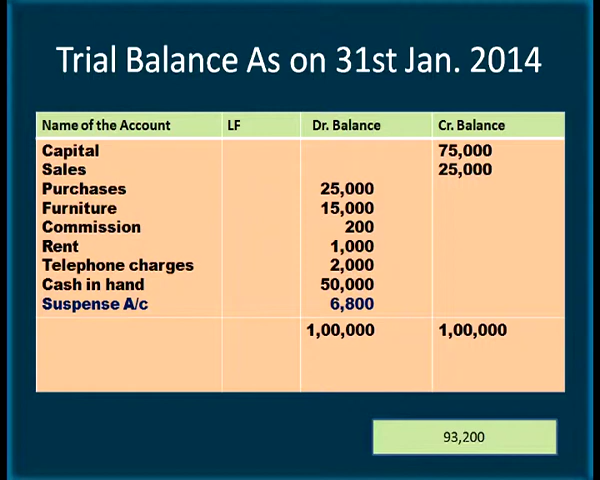 Trial Balance As on 31st Jan. 2014
Name of the Account LF Dr. Balance Cr. Balance
Capital 75,000
Sales 25,000
Purchases 25,000
Furniture 15,000
Commission 200
Rent 1,000
Telephone charges 2,000
Cash in hand 50,000
Suspense A/c 6,800
1,00,000 1,00,000
93,200